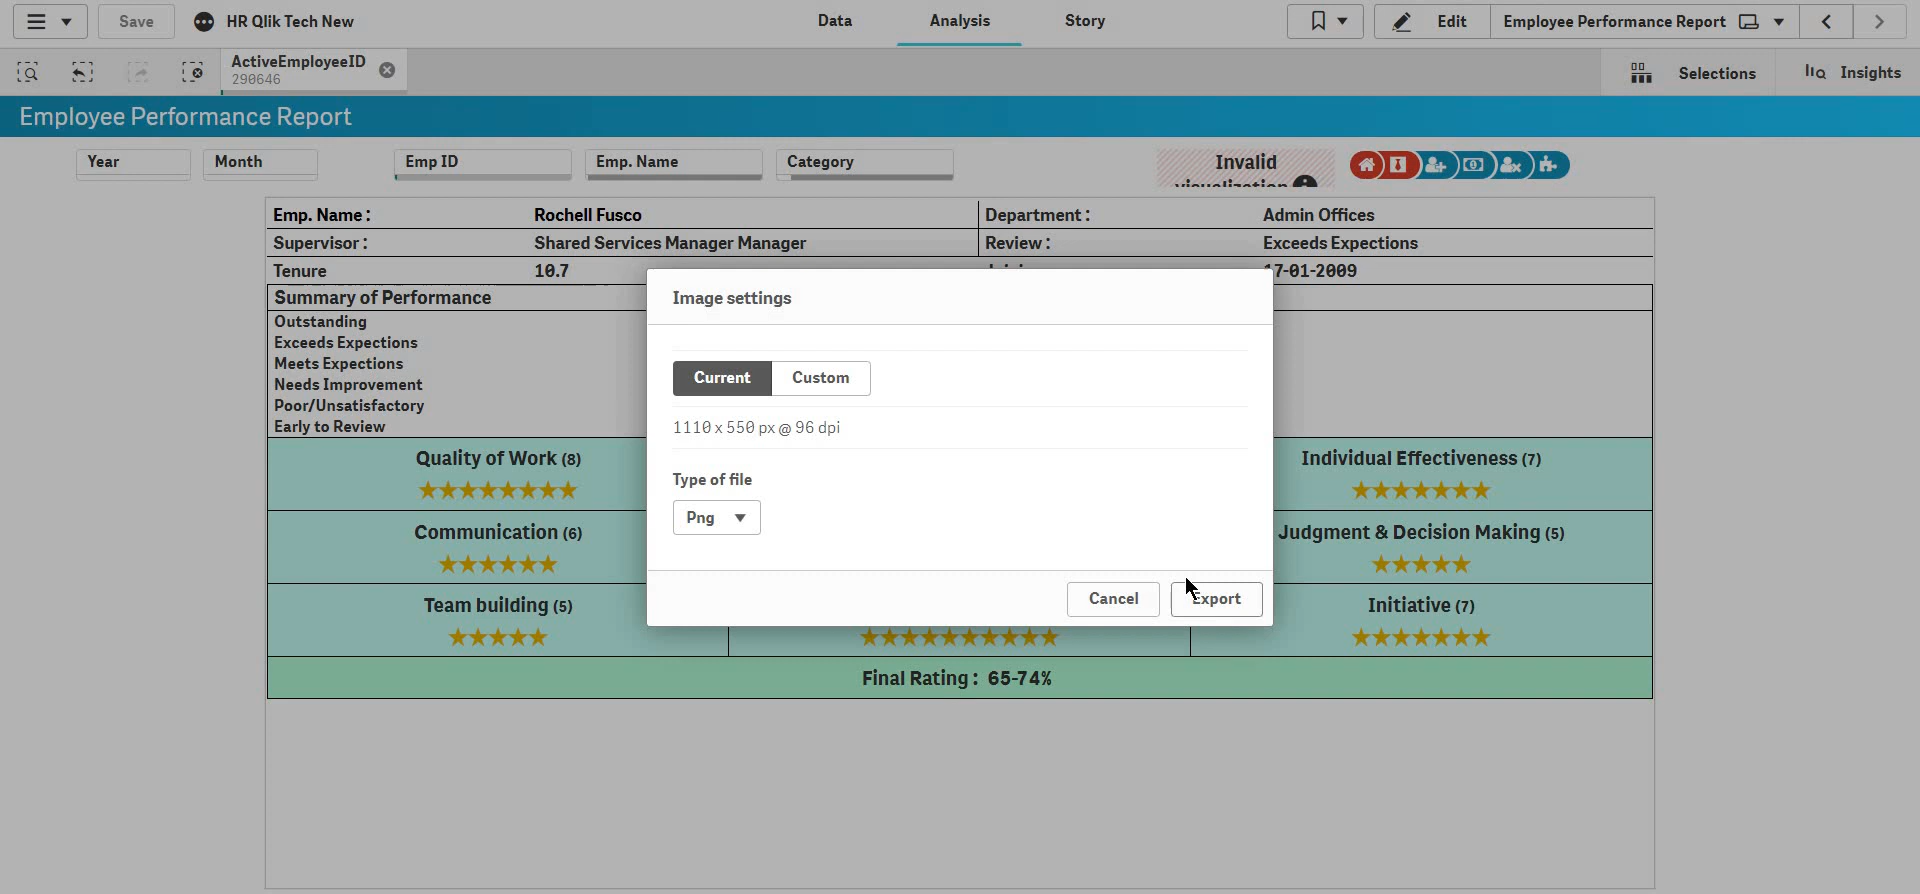 Save
HR Qlik Tech New
Data
Analysis
Story
Edit
Employee Performance Report
ActiveEmployeeID
290646
Selections
Insights
Employee Performance Report
Year
Month
Emp ID
Emp. Name
Category
Invalid
visualization
Emp. Name :
Rochell Fusco
Department :
Admin Offices
Supervisor :
Shared Services Manager Manager
Review :
Exceeds Expections
Tenure
10.7
17-01-2009
Summary of Performance
Outstanding
Exceeds Expections
Meets Expections
Needs Improvement
Poor/Unsatisfactory
Early to Review
Image settings
Current
Custom
1110 x 550 px @ 96 dpi
Type of file
Png
Cancel
Export
Quality of Work (8)
Individual Effectiveness (7)
Communication (6)
Judgment & Decision Making (5)
Team building (5)
Initiative (7)
Final Rating : 65-74%